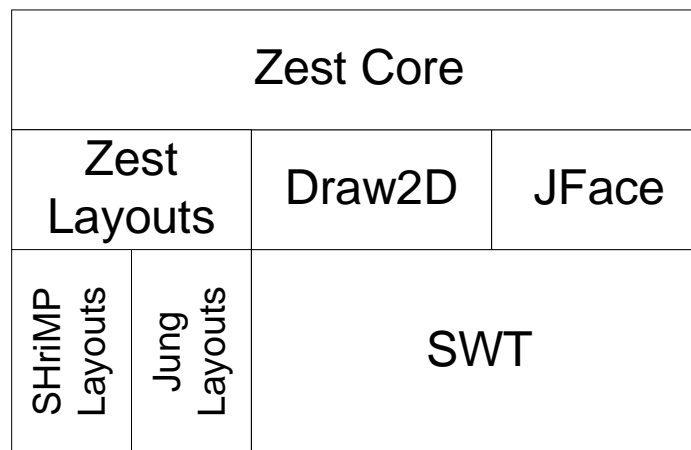 Zest Core
Zest
Layouts
Draw2D
JFace
SHriMP
Layouts
Jung
Layouts
SWT